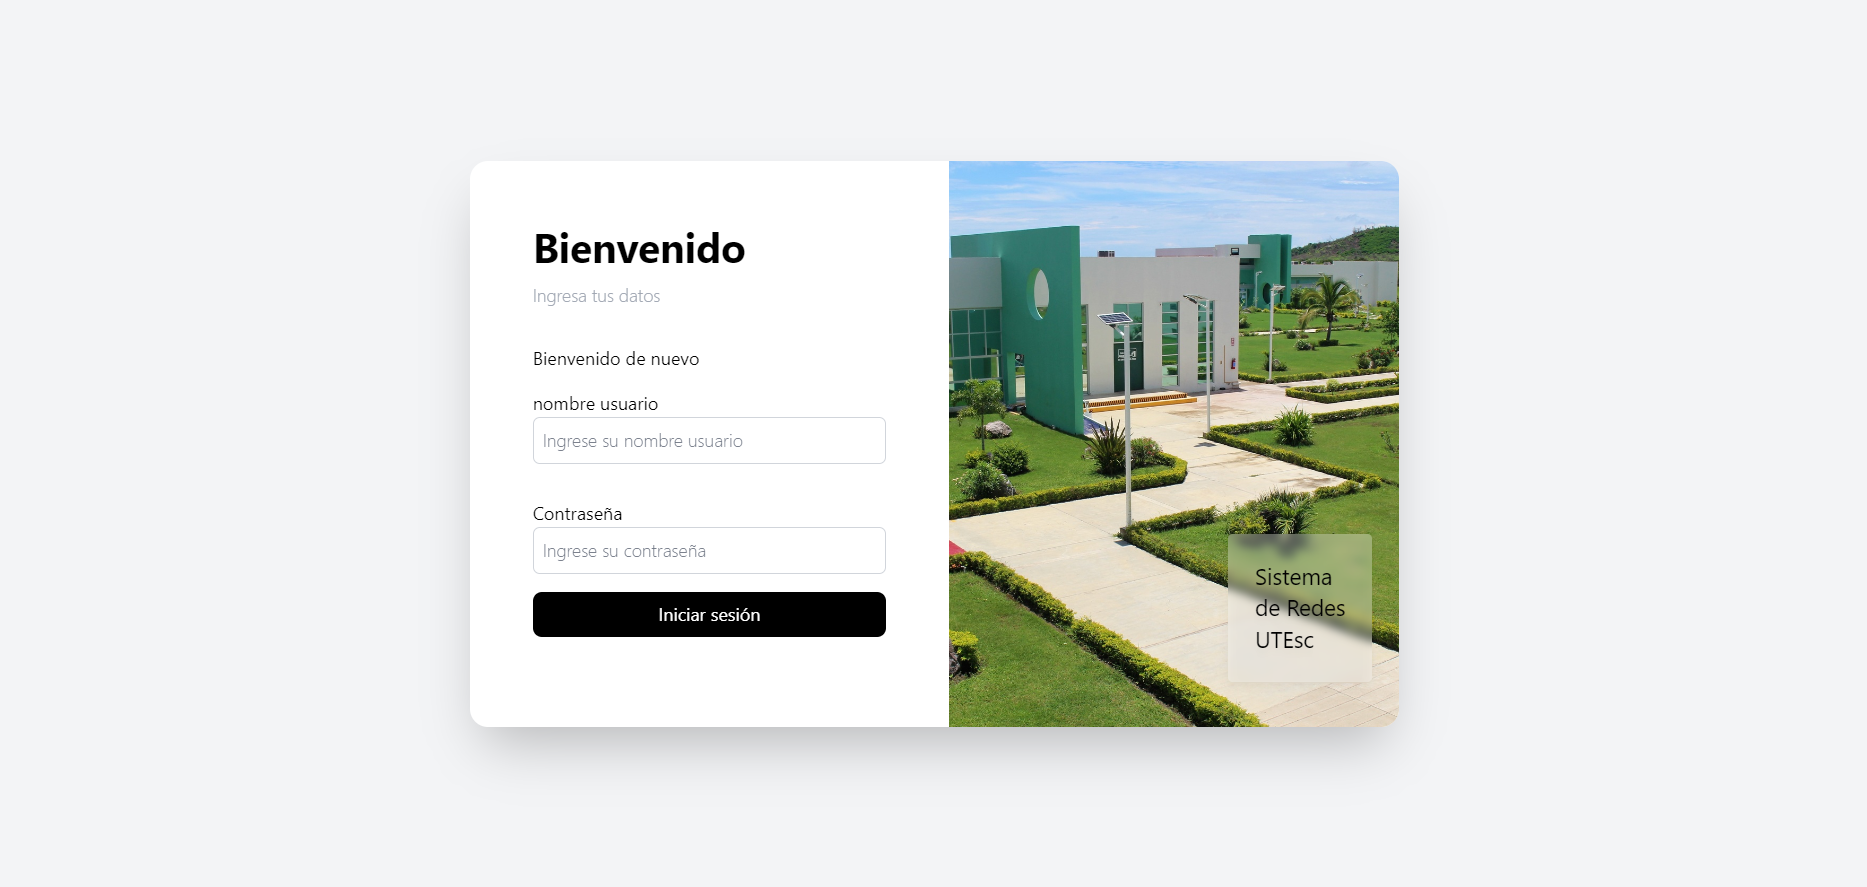 Bienvenido
Ingresa tus datos
Bienvenido de nuevo
nombre usuario
Ingrese su nombre usuario
Contraseña
Ingrese su contraseña
Iniciar sesión
Sistema
de Redes
UTEsc